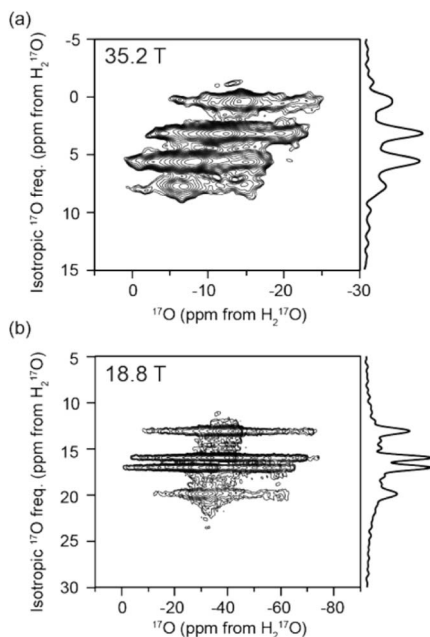 (a)
35.2 T
Isotropic ¹⁷O freq. (ppm from H₂¹⁷O)
-5
0
5
10
15
0 -10 -20 -30
¹⁷O (ppm from H₂¹⁷O)
(b)
18.8 T
Isotropic ¹⁷O freq. (ppm from H₂¹⁷O)
5
10
15
20
25
30
0 -20 -40 -60 -80
¹⁷O (ppm from H₂¹⁷O)